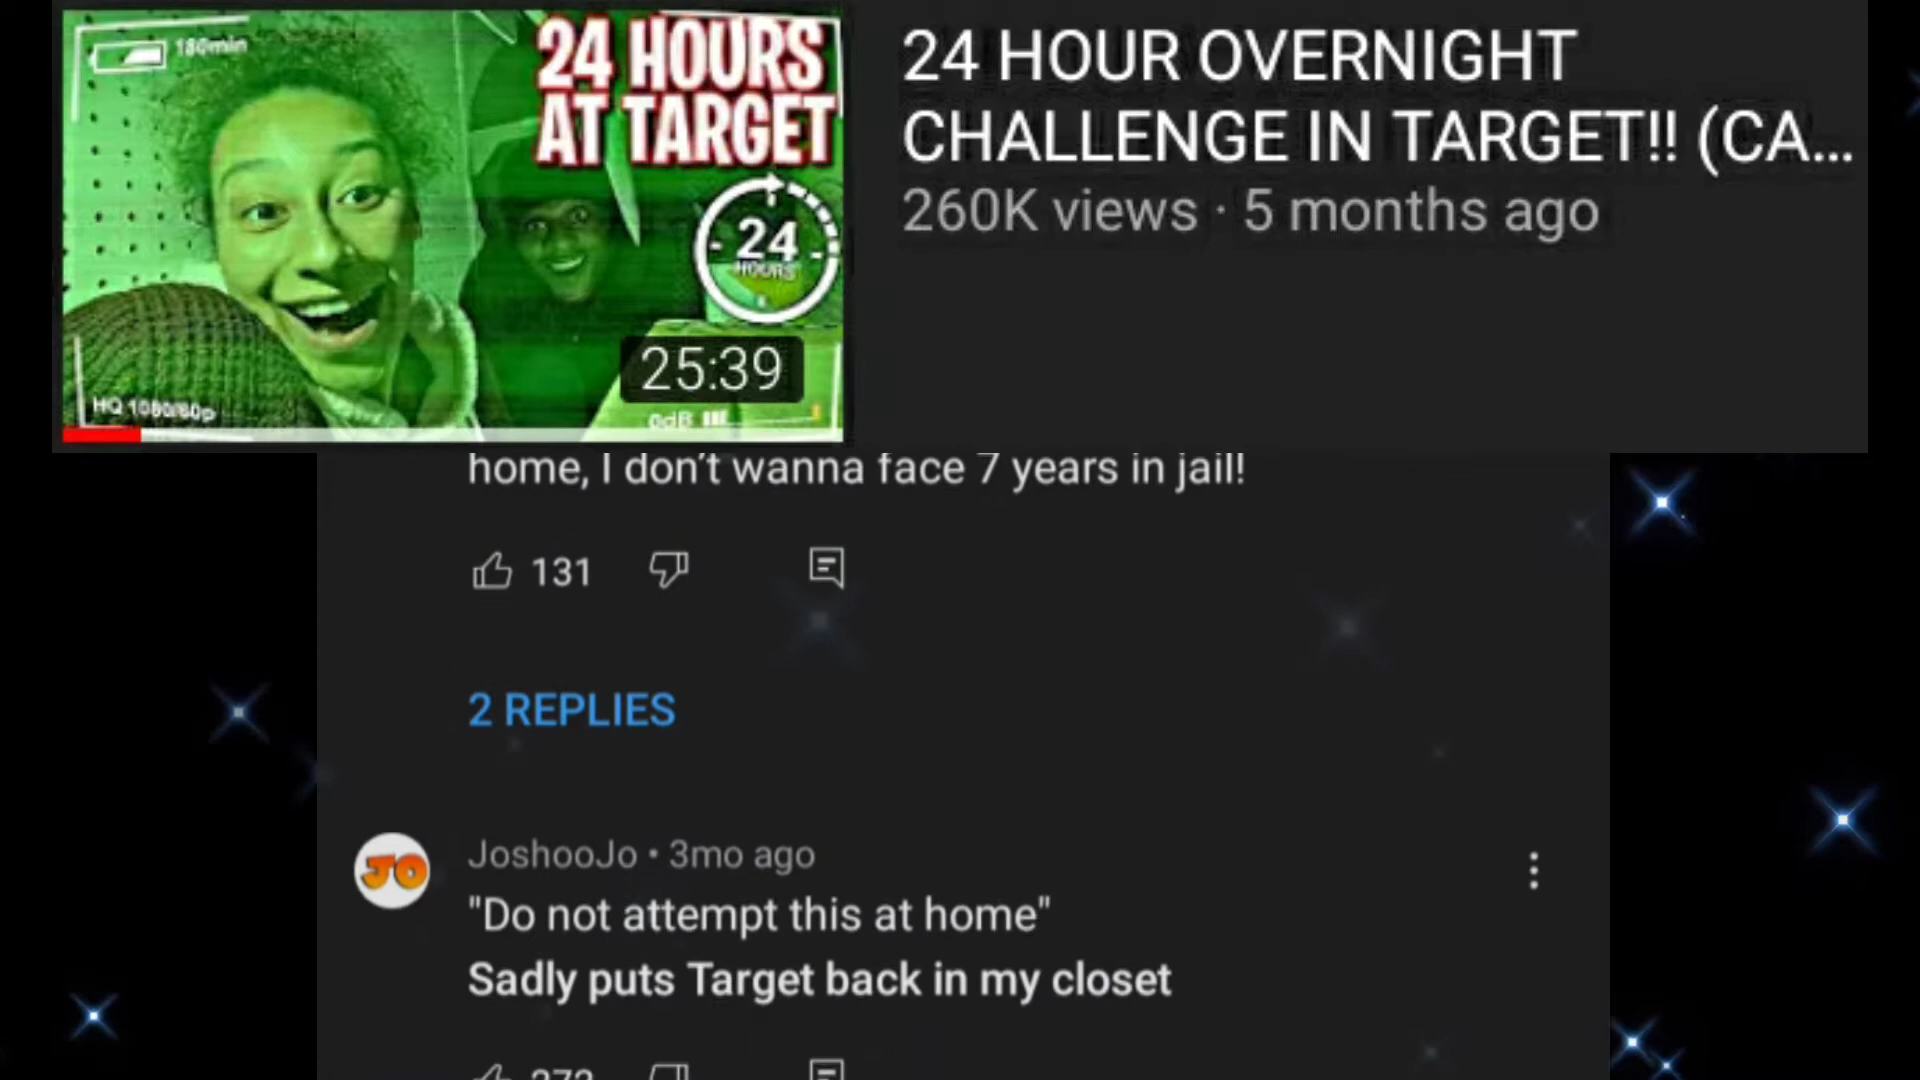 180min
24 HOURS
AT TARGET
24
HOURS
25:39
HQ 1080/60p
0dB
24 HOUR OVERNIGHT
CHALLENGE IN TARGET!! (CA...
260K views · 5 months ago
home, I don't wanna face 7 years in jail!
131
2 REPLIES
JO
JoshooJo • 3mo ago
"Do not attempt this at home"
Sadly puts Target back in my closet